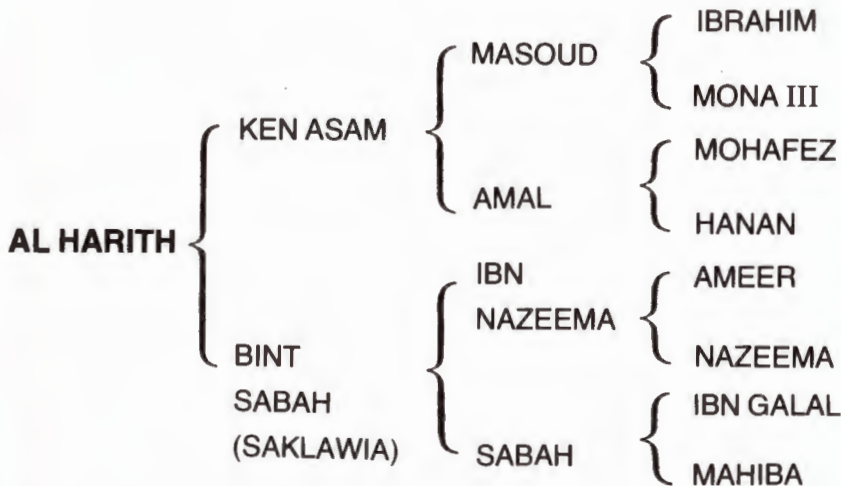 AL HARITH
KEN ASAM
BINT
SABAH
(SAKLAWIA)
MASOUD
AMAL
IBN
NAZEEMA
SABAH
IBRAHIM
MONA III
MOHAFEZ
HANAN
AMEER
NAZEEMA
IBN GALAL
MAHIBA